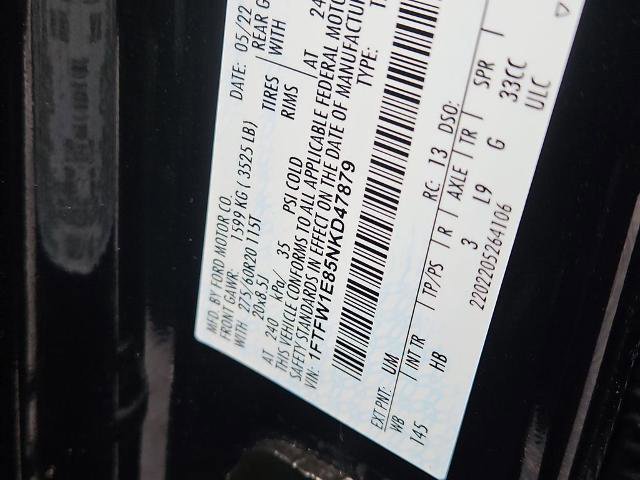 MFD. BY FORD MOTOR CO.
DATE: 05/22
FRONT GAWR: 1599 KG ( 3525 LB)
REAR G
WITH 275/60R20 115T TIRES
WITH
20x8.5J RIMS
AT 240 kPa/ 35 PSI COLD AT 24
THIS VEHICLE CONFORMS TO ALL APPLICABLE FEDERAL MOTO
SAFETY STANDARDS IN EFFECT ON THE DATE OF MANUFACTUR
VIN: 1FTFW1E85NKD47879
TYPE: T
EXT PNT: UM RC: 13 DSO:
WB INT TR TP/PS R AXLE TR SPR
145 HB 3 L9 G 33CC
2202205264106 ULC